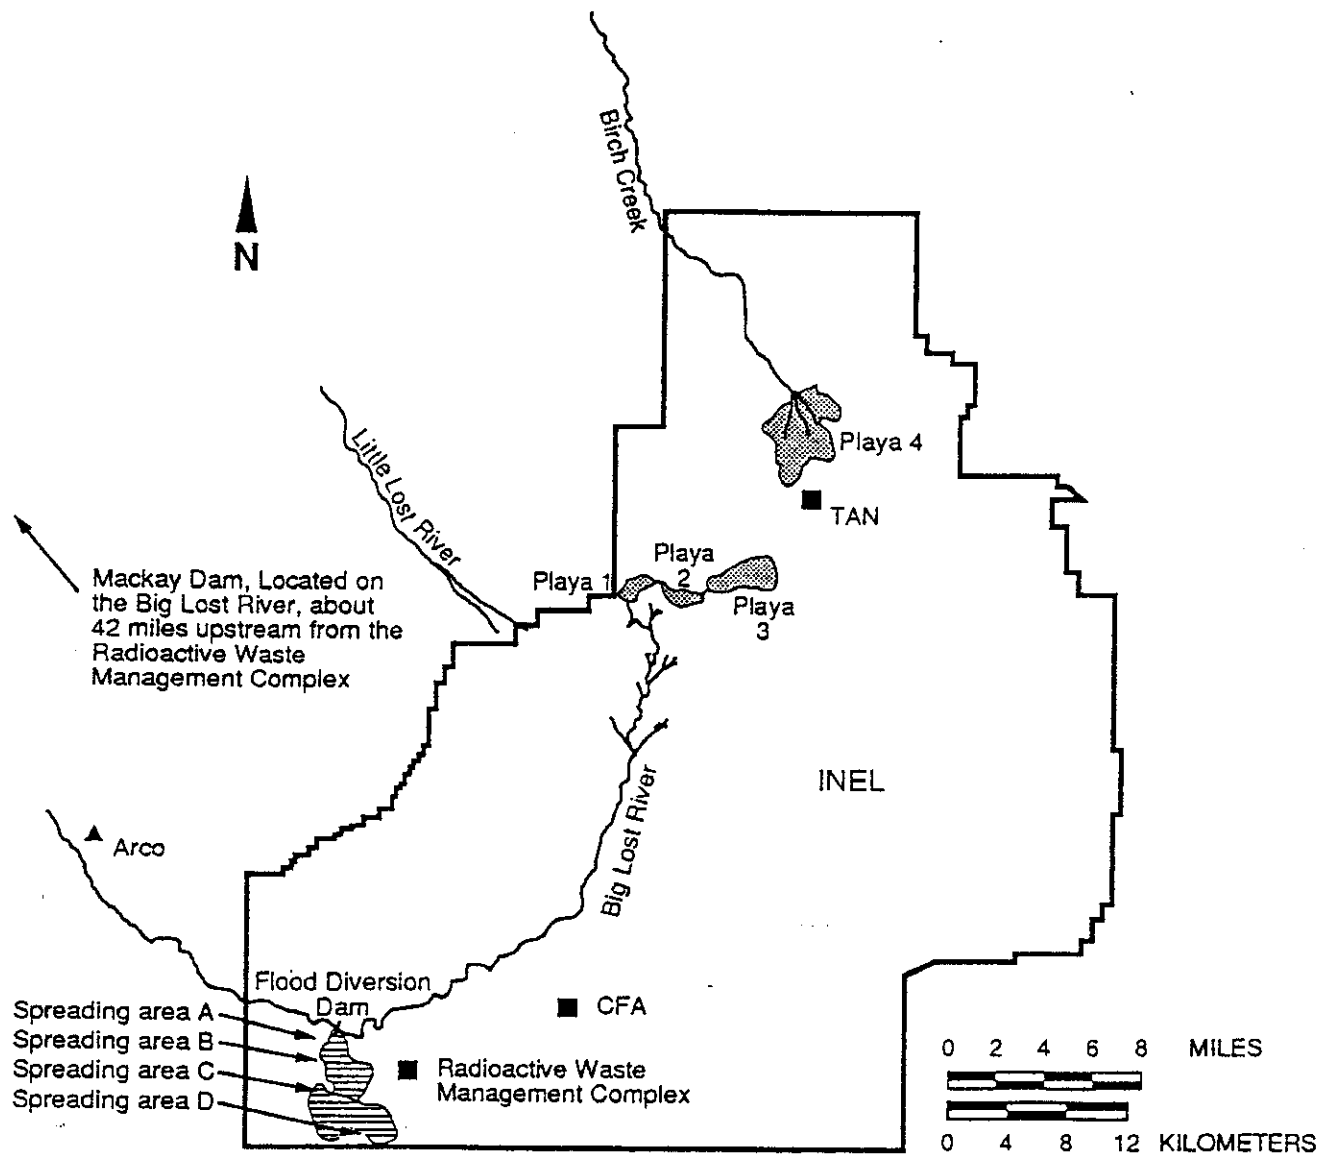 Birch Creek
N
Little Lost River
Playa 4
TAN
Mackay Dam, Located on
the Big Lost River, about
42 miles upstream from the
Radioactive Waste
Management Complex
Playa 1
Playa
2
Playa
3
INEL
Big Lost River
Arco
Flood Diversion
Dam
CFA
Spreading area A
Spreading area B
Spreading area C
Spreading area D
Radioactive Waste
Management Complex
0 2 4 6 8 MILES
0 4 8 12 KILOMETERS